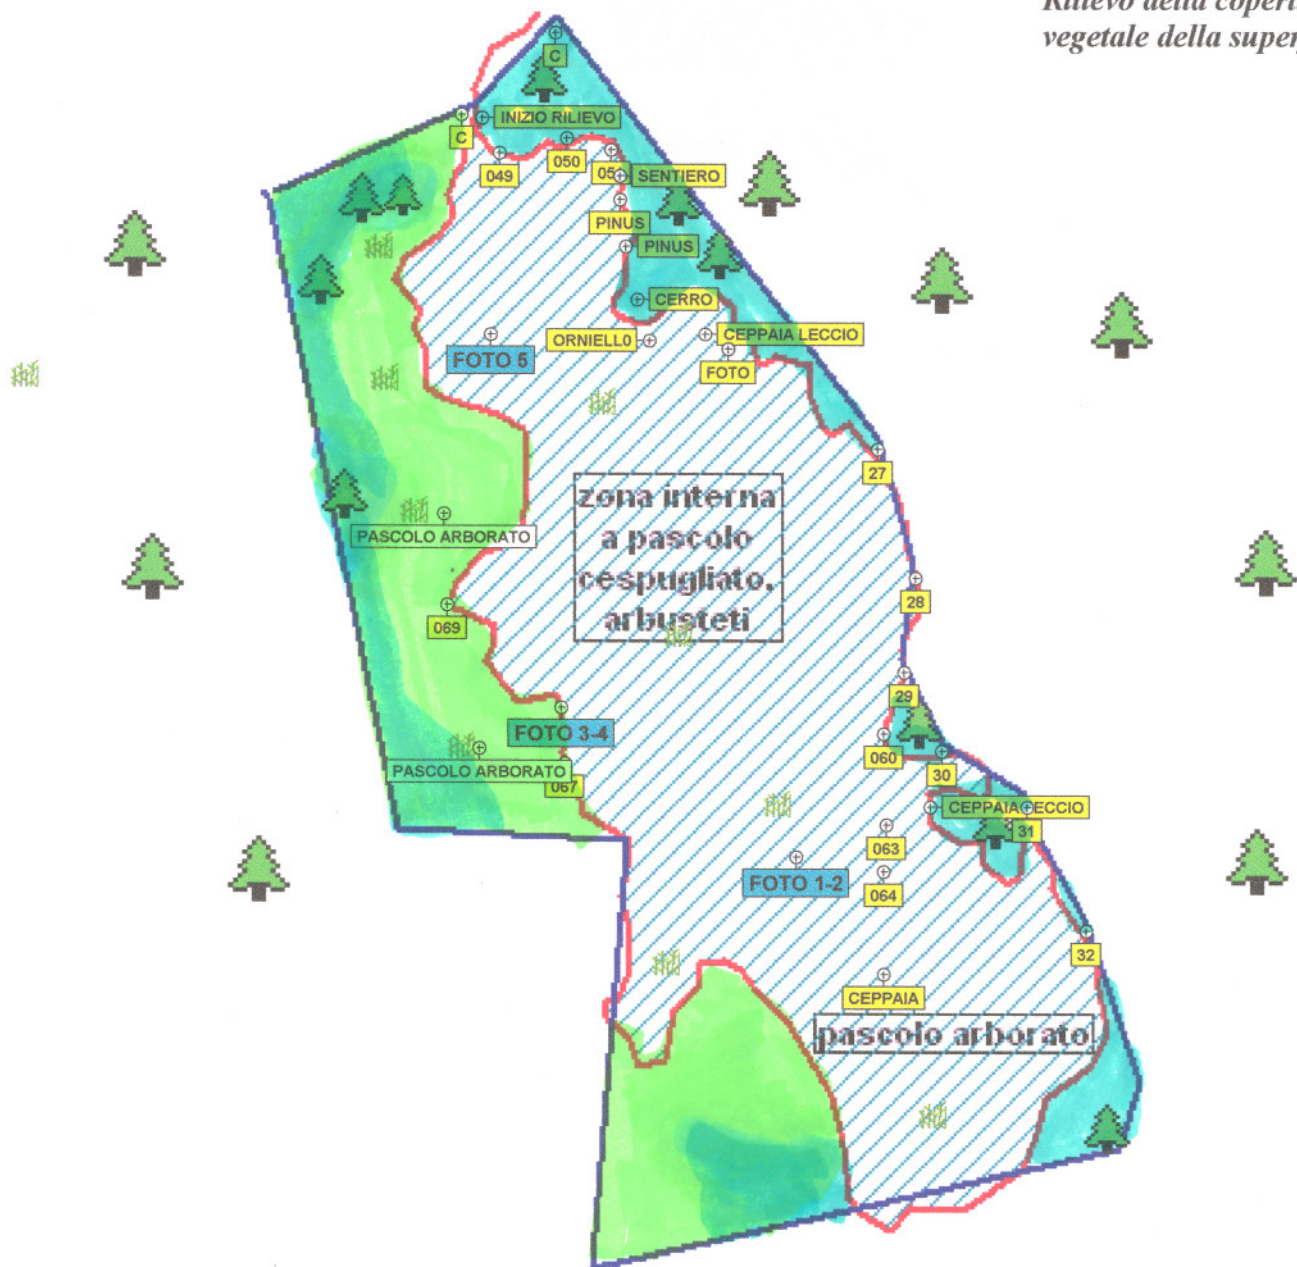 vegetale della super
C
INIZIO RILIEVO
C
050
049
05
SENTIERO
PINUS
PINUS
CERRO
ORNIELL0
CEPPAIA LECCIO
FOTO 5
FOTO
27
zona interna
a pascolo
cespugliato.
arbusteti
PASCOLO ARBORATO
28
069
29
FOTO 3-4
060
30
PASCOLO ARBORATO
067
CEPPAIA LECCIO
31
063
FOTO 1-2
064
32
CEPPAIA
pascolo arborato